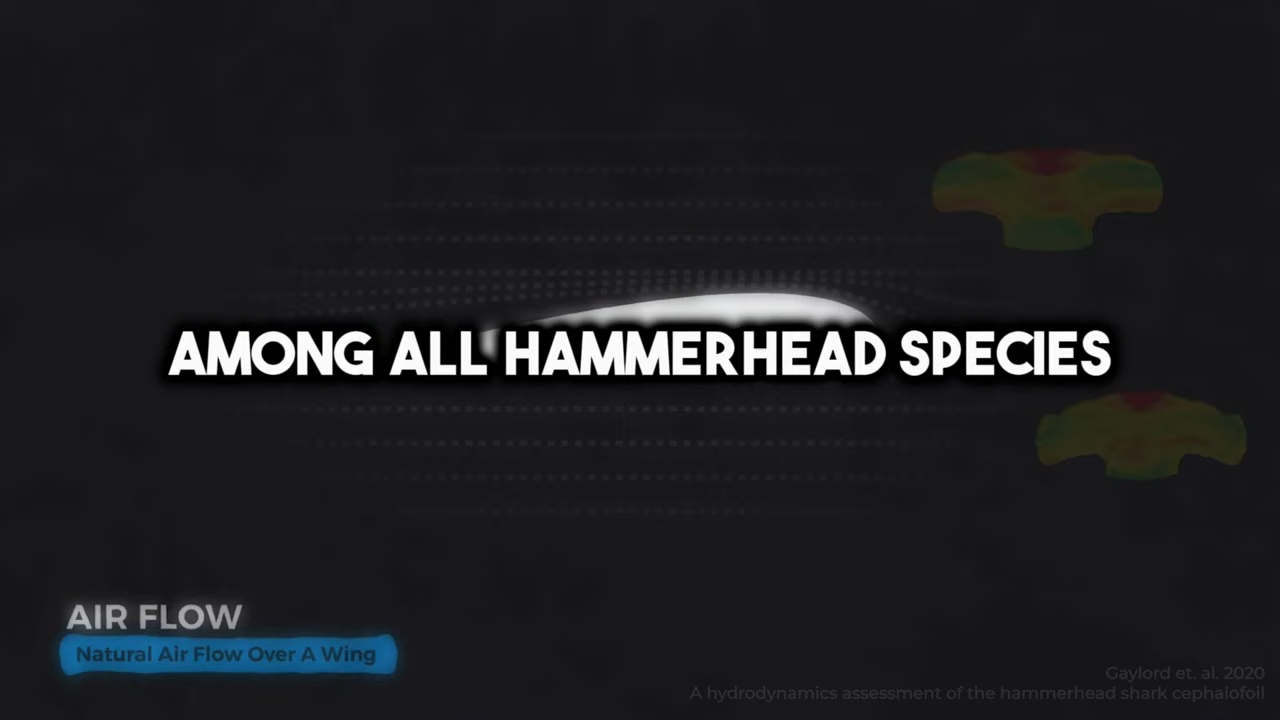 AMONG ALL HAMMERHEAD SPECIES
AIR FLOW
Natural Air Flow Over A Wing
Gaylord et. al. 2020
A hydrodynamics assessment of the hammerhead shark cephalofoil